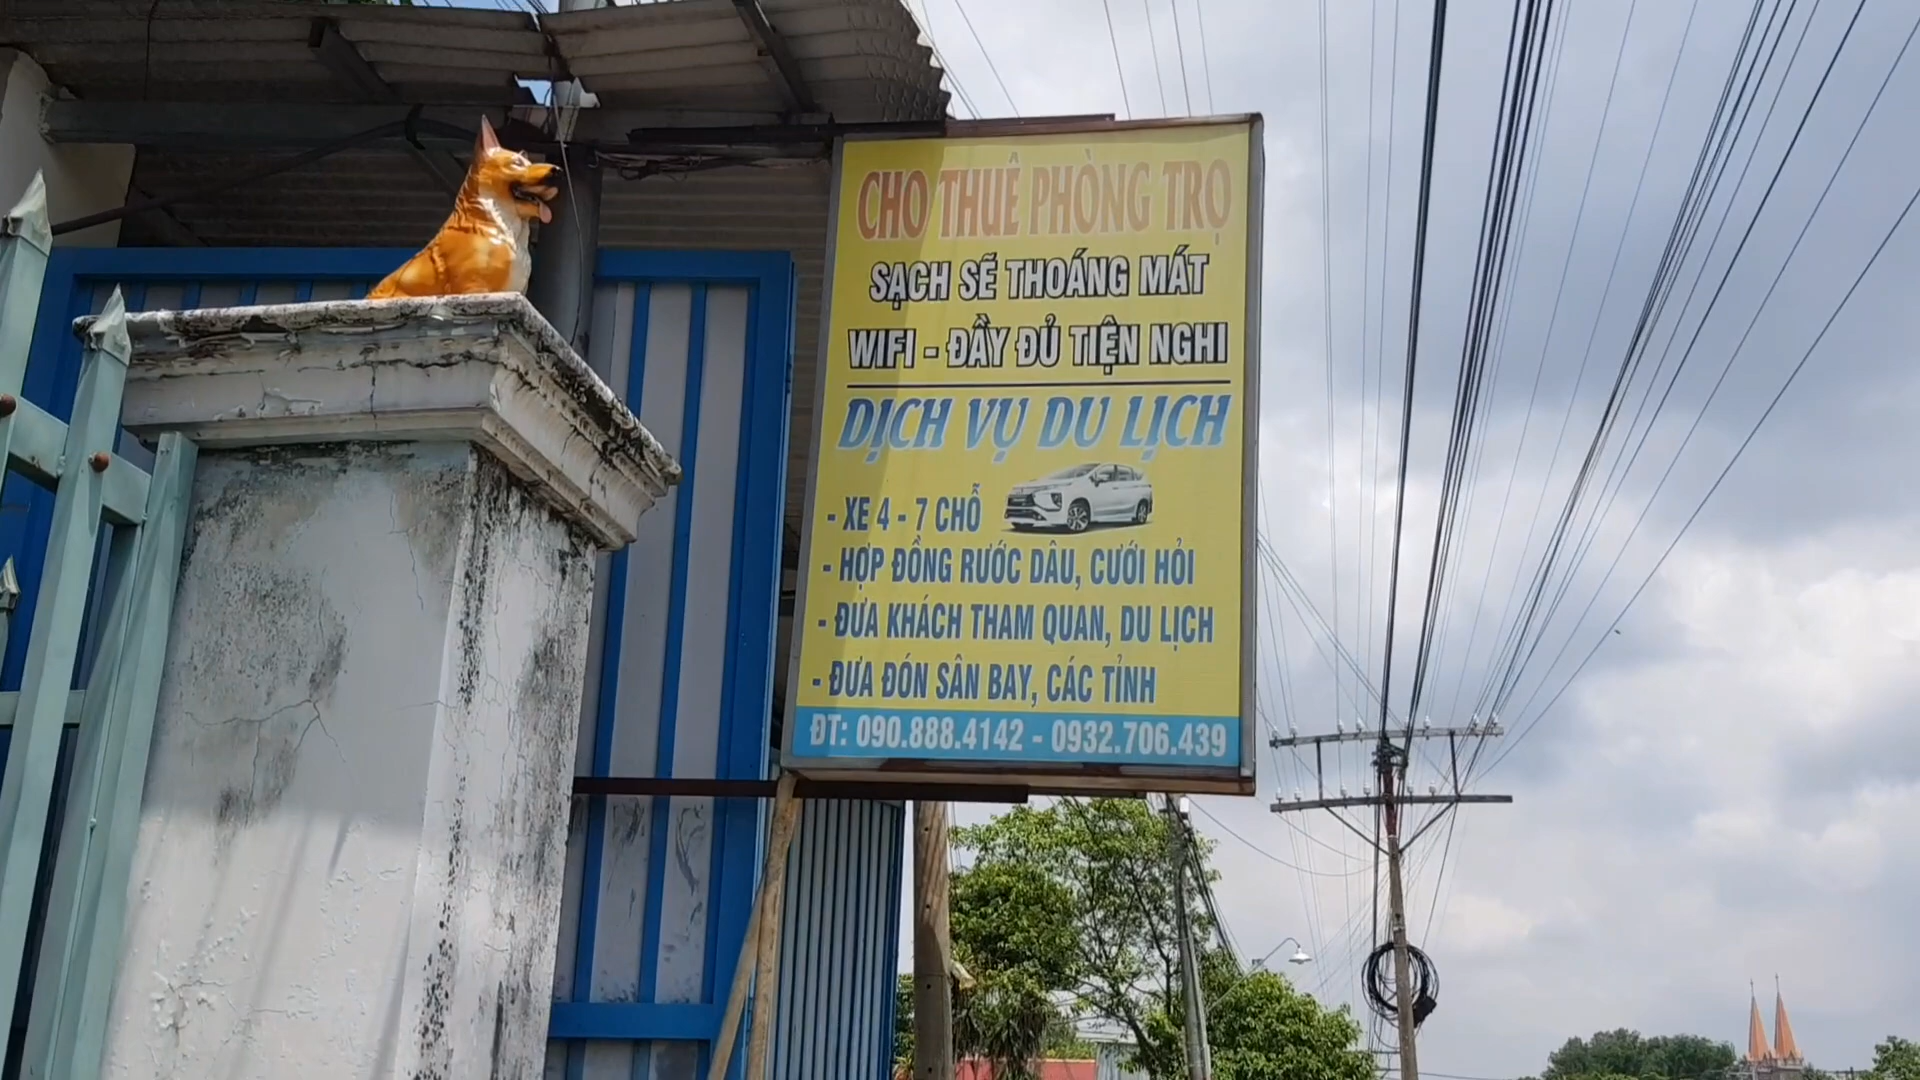 CHO THUÊ PHÒNG TRỌ
SẠCH SẼ THOÁNG MÁT
WIFI - ĐẦY ĐỦ TIỆN NGHI
DỊCH VỤ DU LỊCH
- XE 4 - 7 CHỖ
- HỢP ĐỒNG RƯỚC DÂU, CƯỚI HỎI
- ĐƯA KHÁCH THAM QUAN, DU LỊCH
- ĐƯA ĐÓN SÂN BAY, CÁC TỈNH
ĐT: 090.888.4142 - 0932.706.439